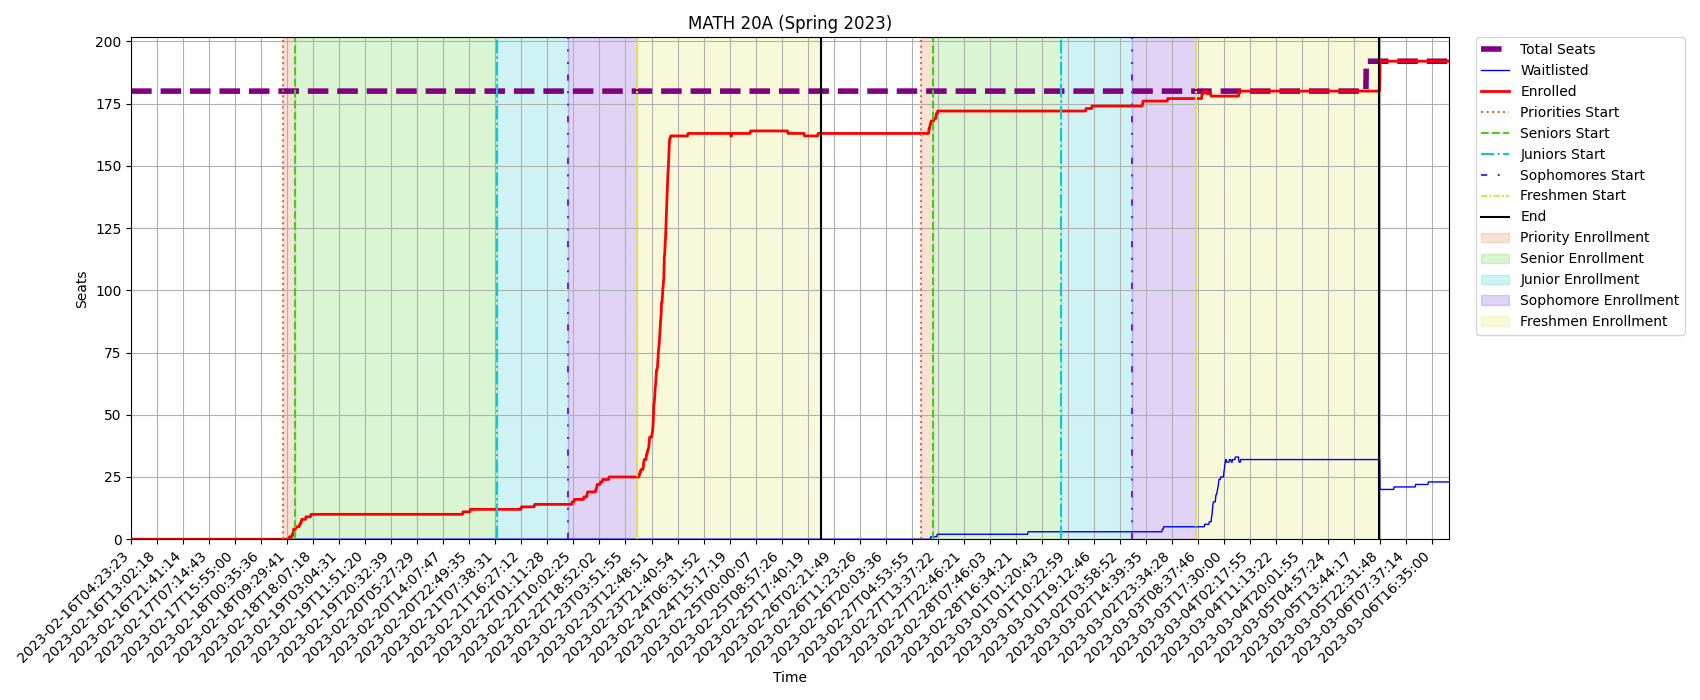 MATH 20A (Spring 2023)
Seats
200
175
150
125
100
75
50
25
0
2023-02-16T04:23:23
2023-02-16T13:02:18
2023-02-16T21:41:14
2023-02-17T07:14:43
2023-02-17T15:55:00
2023-02-18T00:35:36
2023-02-18T09:29:41
2023-02-18T18:07:18
2023-02-19T03:04:31
2023-02-19T11:51:20
2023-02-19T20:32:39
2023-02-20T05:27:29
2023-02-20T14:07:47
2023-02-20T22:49:35
2023-02-21T07:38:31
2023-02-21T16:27:12
2023-02-22T01:11:28
2023-02-22T10:02:25
2023-02-22T18:52:02
2023-02-23T03:51:55
2023-02-23T12:48:51
2023-02-23T21:40:54
2023-02-24T06:31:52
2023-02-24T15:17:19
2023-02-25T00:00:07
2023-02-25T08:57:26
2023-02-25T17:40:19
2023-02-26T02:21:49
2023-02-26T11:23:26
2023-02-26T20:03:36
2023-02-27T04:53:55
2023-02-27T13:37:22
2023-02-27T22:46:21
2023-02-28T07:46:03
2023-02-28T16:34:21
2023-03-01T01:20:43
2023-03-01T10:22:59
2023-03-01T19:12:46
2023-03-02T03:58:52
2023-03-02T14:39:35
2023-03-02T23:34:28
2023-03-03T08:37:46
2023-03-03T17:30:00
2023-03-04T02:17:55
2023-03-04T11:13:22
2023-03-04T20:01:55
2023-03-05T04:57:24
2023-03-05T13:44:17
2023-03-05T22:31:48
2023-03-06T07:37:14
2023-03-06T16:35:00
Time
Total Seats
Waitlisted
Enrolled
Priorities Start
Seniors Start
Juniors Start
Sophomores Start
Freshmen Start
End
Priority Enrollment
Senior Enrollment
Junior Enrollment
Sophomore Enrollment
Freshmen Enrollment